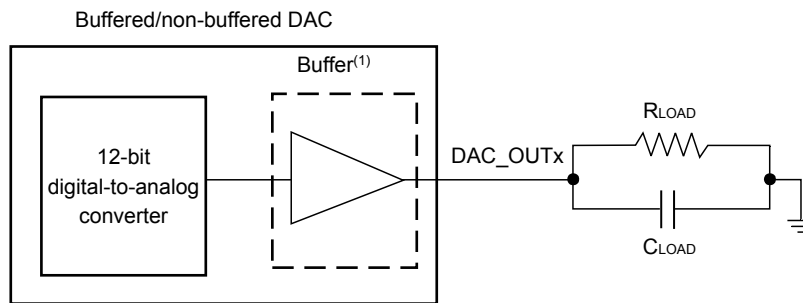 Buffered/non-buffered DAC
Buffer(1)
12-bit
digital-to-analog
converter
DAC_OUTx
RLOAD
CLOAD